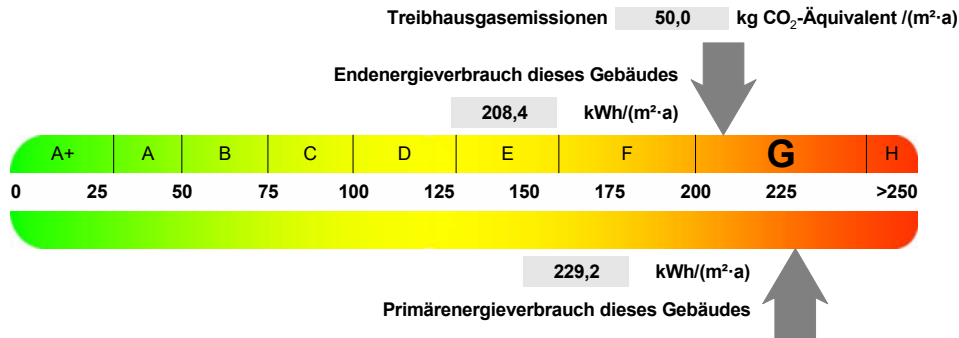 Treibhausgasemissionen 50,0 kg CO₂-Äquivalent /(m²·a)
Endenergieverbrauch dieses Gebäudes
208,4 kWh/(m²·a)
A+ A B C D E F G H
0 25 50 75 100 125 150 175 200 225 >250
229,2 kWh/(m²·a)
Primärenergieverbrauch dieses Gebäudes